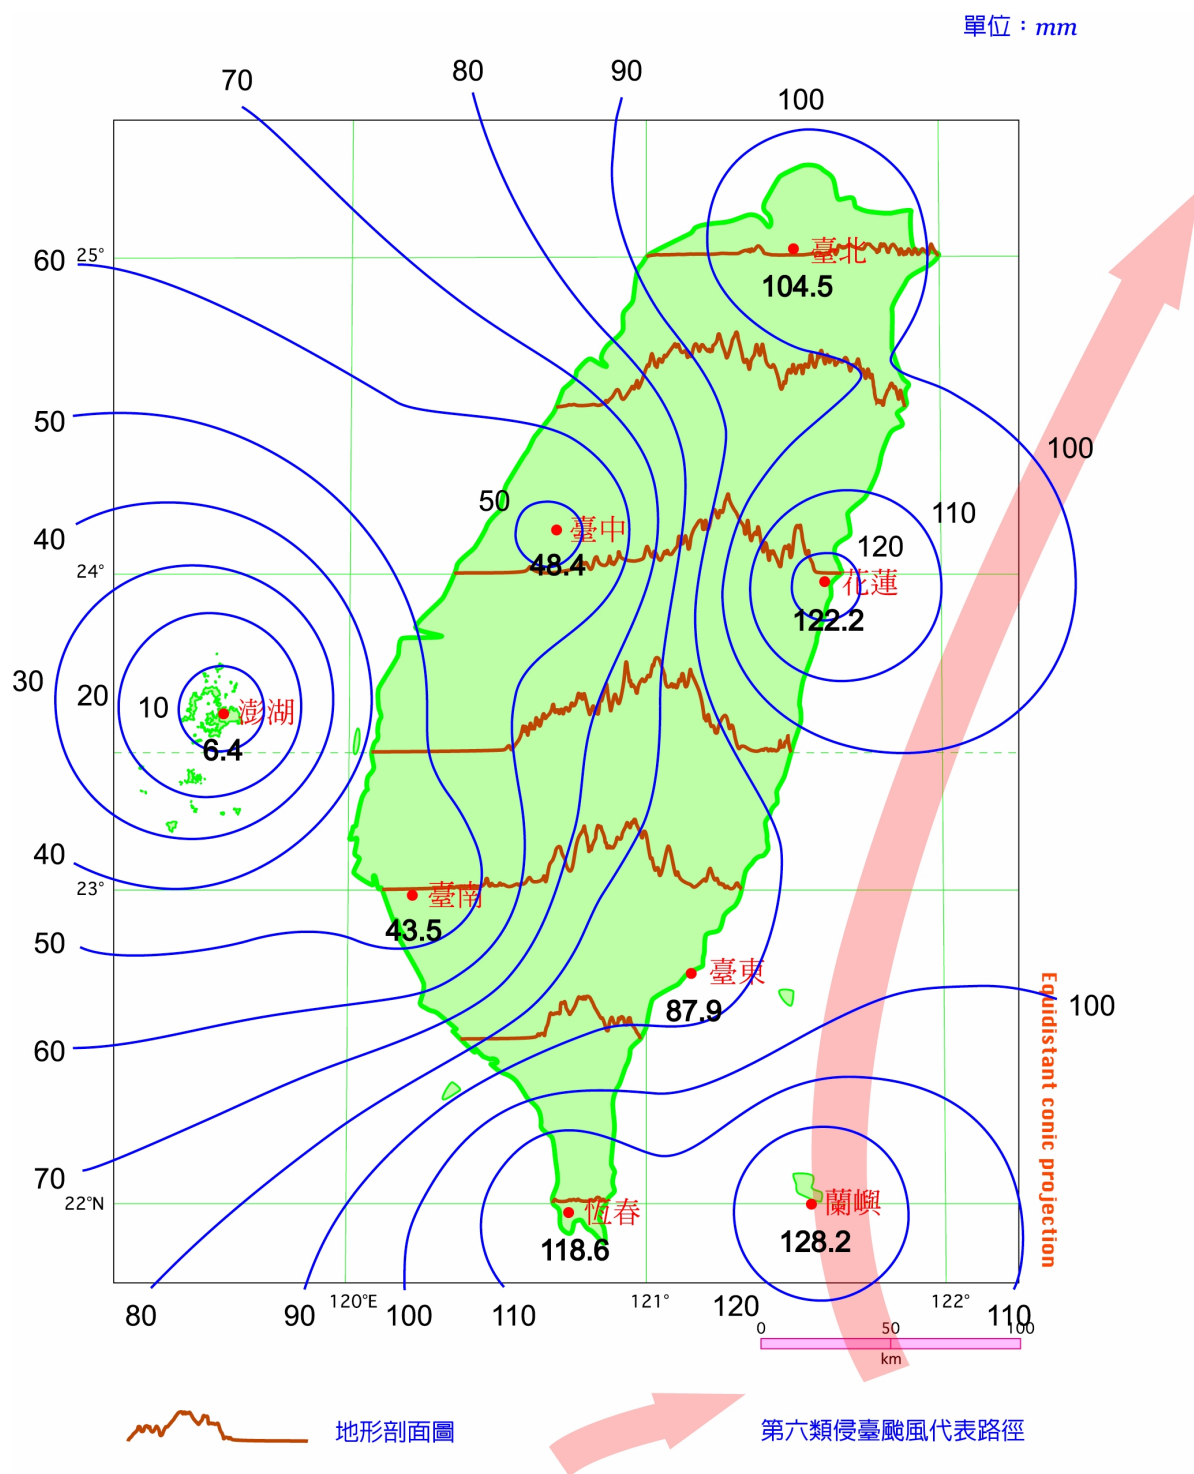 單位：mm
70
80
90
100
60
25°
臺北
104.5
50
100
50
110
40
臺中
48.4
120
24°
花蓮
122.2
30
20
10
澎湖
6.4
40
23°
臺南
43.5
50
臺東
87.9
Equidistant conic projection
100
60
70
22°N
恆春
118.6
蘭嶼
128.2
80
90
120°E
100
110
121°
120
122°
110
0
50
100
km
地形剖面圖
第六類侵臺颱風代表路徑